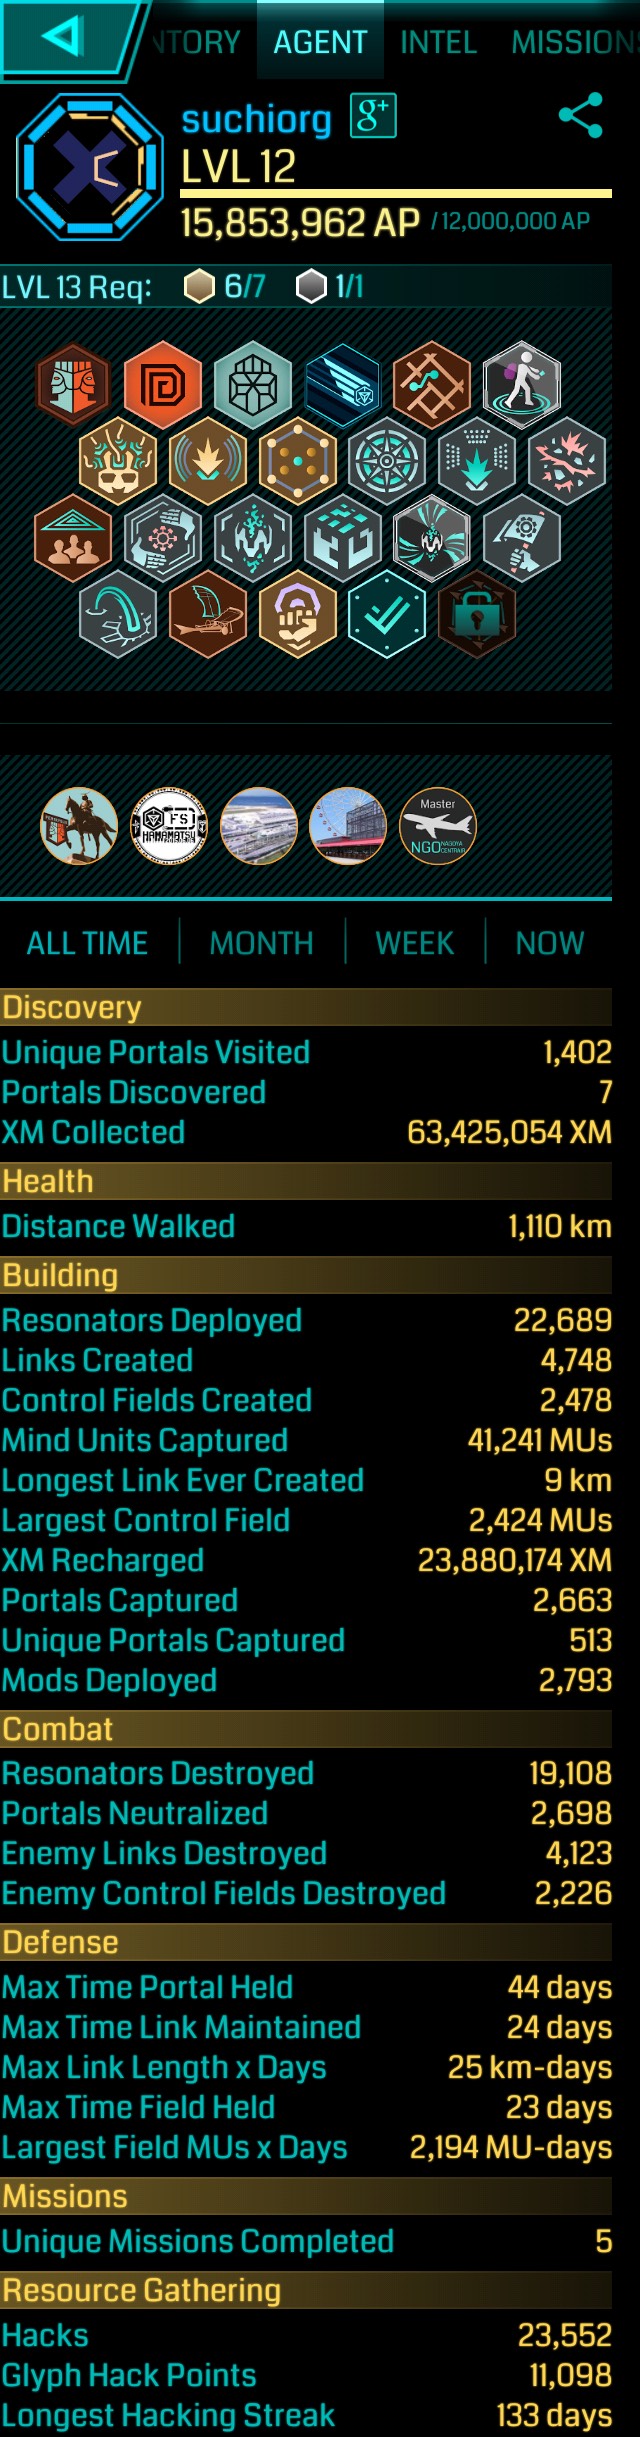 NTORY AGENT INTEL MISSIONS
suchiorg g+
LVL 12
15,853,962 AP / 12,000,000 AP
LVL 13 Req: 6/7 1/1
FS
HAMAMATSU
Master
NGO NAGOYA CENTRAIR
ALL TIME MONTH WEEK NOW
Discovery
Unique Portals Visited 1,402
Portals Discovered 7
XM Collected 63,425,054 XM
Health
Distance Walked 1,110 km
Building
Resonators Deployed 22,689
Links Created 4,748
Control Fields Created 2,478
Mind Units Captured 41,241 MUs
Longest Link Ever Created 9 km
Largest Control Field 2,424 MUs
XM Recharged 23,880,174 XM
Portals Captured 2,663
Unique Portals Captured 513
Mods Deployed 2,793
Combat
Resonators Destroyed 19,108
Portals Neutralized 2,698
Enemy Links Destroyed 4,123
Enemy Control Fields Destroyed 2,226
Defense
Max Time Portal Held 44 days
Max Time Link Maintained 24 days
Max Link Length x Days 25 km-days
Max Time Field Held 23 days
Largest Field MUs x Days 2,194 MU-days
Missions
Unique Missions Completed 5
Resource Gathering
Hacks 23,552
Glyph Hack Points 11,098
Longest Hacking Streak 133 days